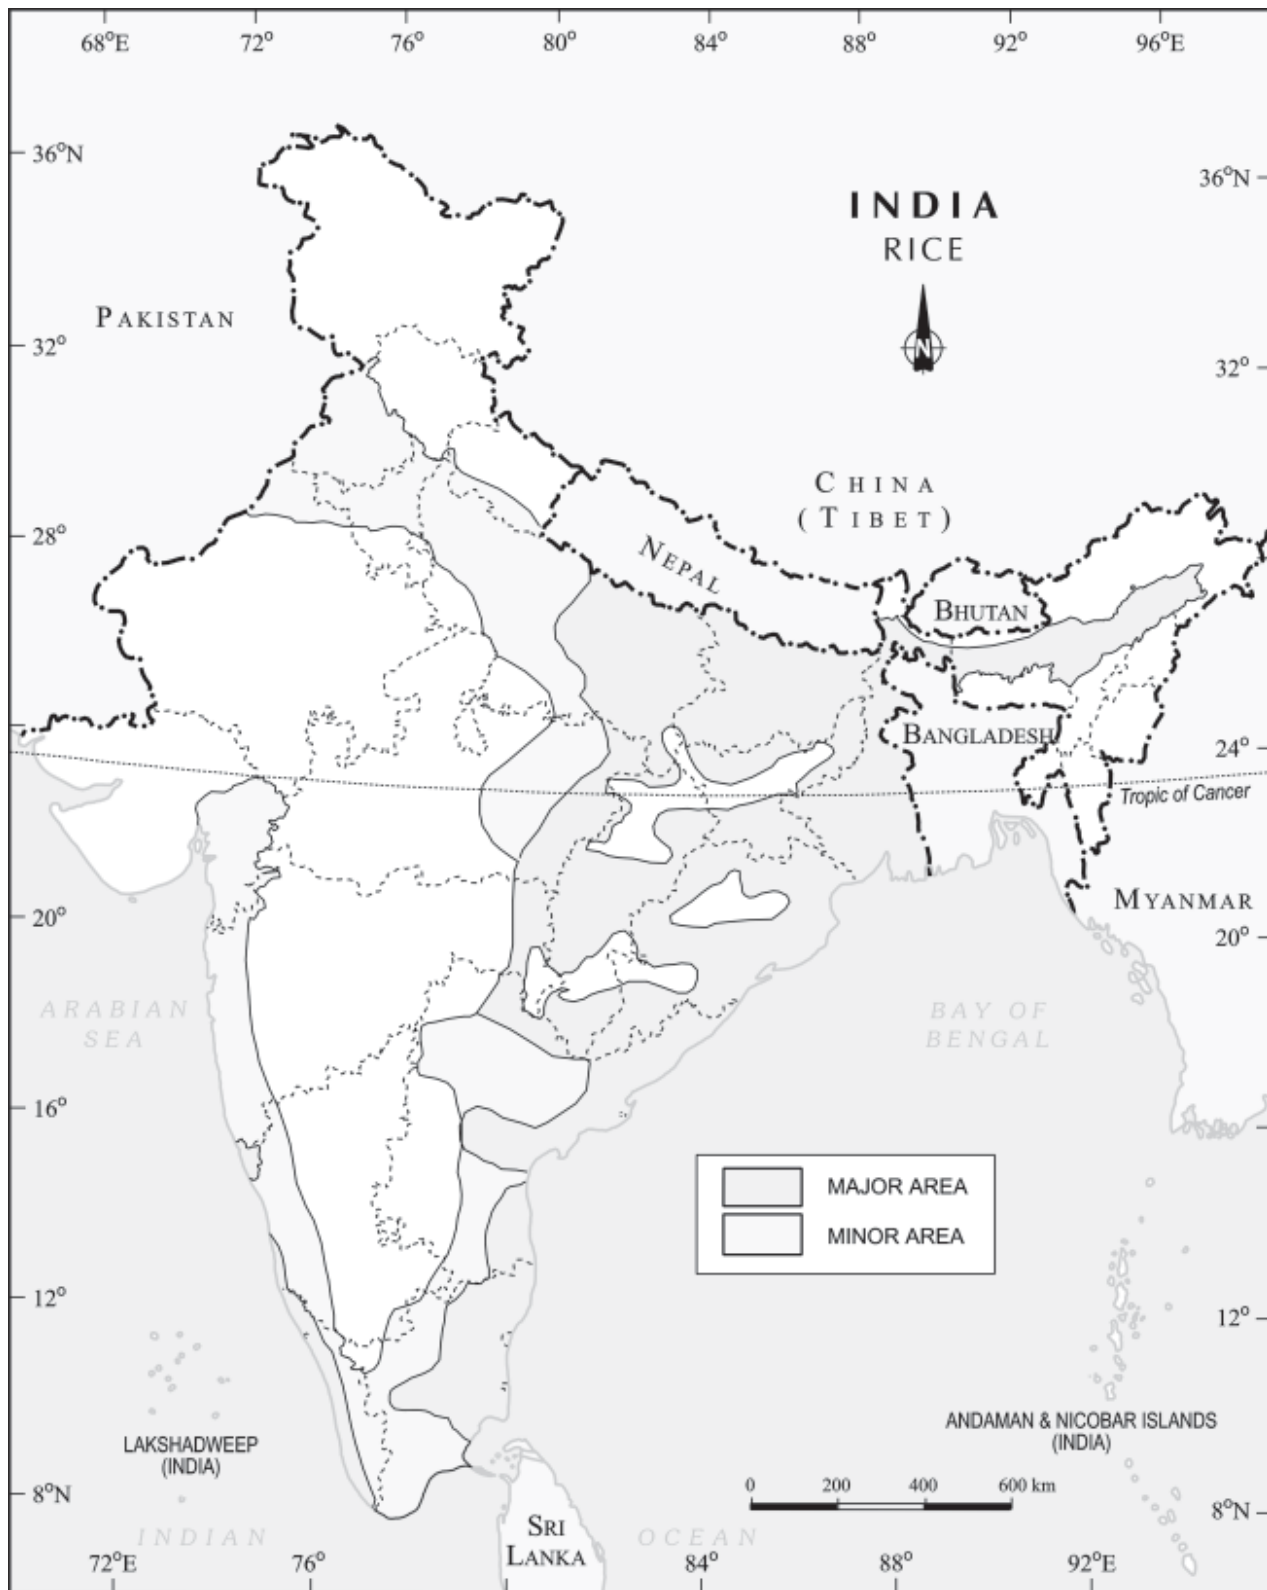 68°E 72° 76° 80° 84° 88° 92° 96°E
36°N
36°N
INDIA
RICE
N
PAKISTAN
32°
32°
CHINA
(TIBET)
28°
28°
NEPAL
BHUTAN
BANGLADESH
24°
Tropic of Cancer
MYANMAR
20°
20°
ARABIAN
SEA
BAY OF
BENGAL
16°
MAJOR AREA
MINOR AREA
12°
12°
LAKSHADWEEP
(INDIA)
ANDAMAN & NICOBAR ISLANDS
(INDIA)
0 200 400 600 km
8°N
8°N
INDIAN OCEAN
SRI
LANKA
72°E 76° 84° 88° 92°E